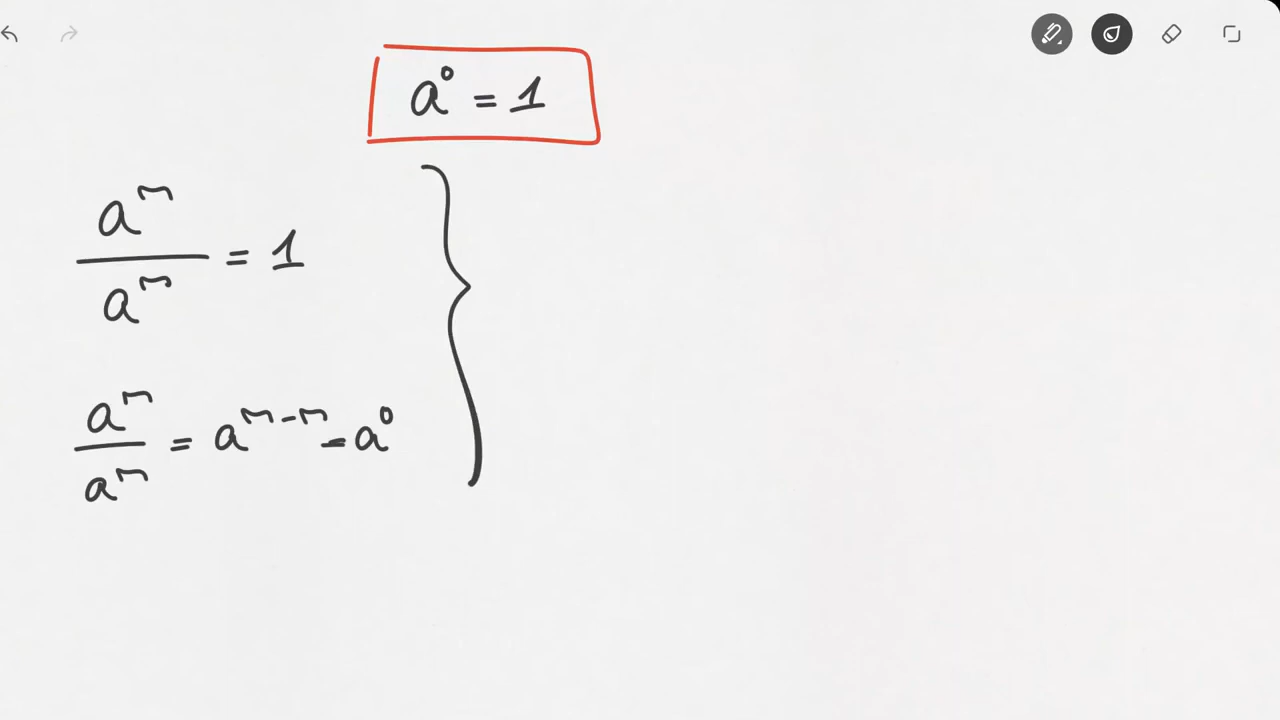 a⁰ = 1
aᵐ/aᵐ = 1
aᵐ/aᵐ = aᵐ⁻ᵐ = a⁰